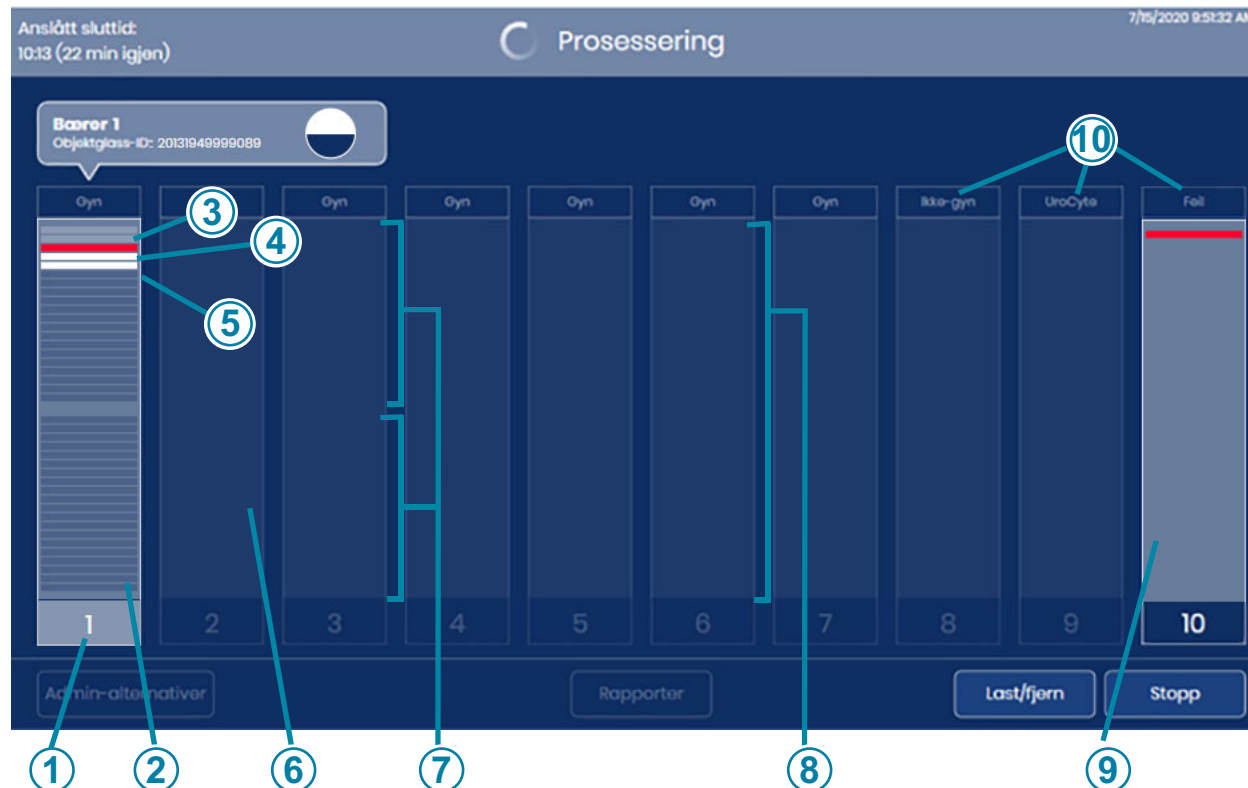 Anslått sluttid:
10:13 (22 min igjen)
Prosessering
7/15/2020 9:51:32 AM
Bærer 1
Objektglass-ID: 20131949999089
10
Gyn
Gyn
Gyn
Gyn
Gyn
Gyn
Ikke-gyn
UroCyte
Feil
3
4
5
1
2
3
4
5
6
7
8
9
10
Admin-alternativer
Rapporter
Last/fjern
Stopp
1
2
6
7
8
9